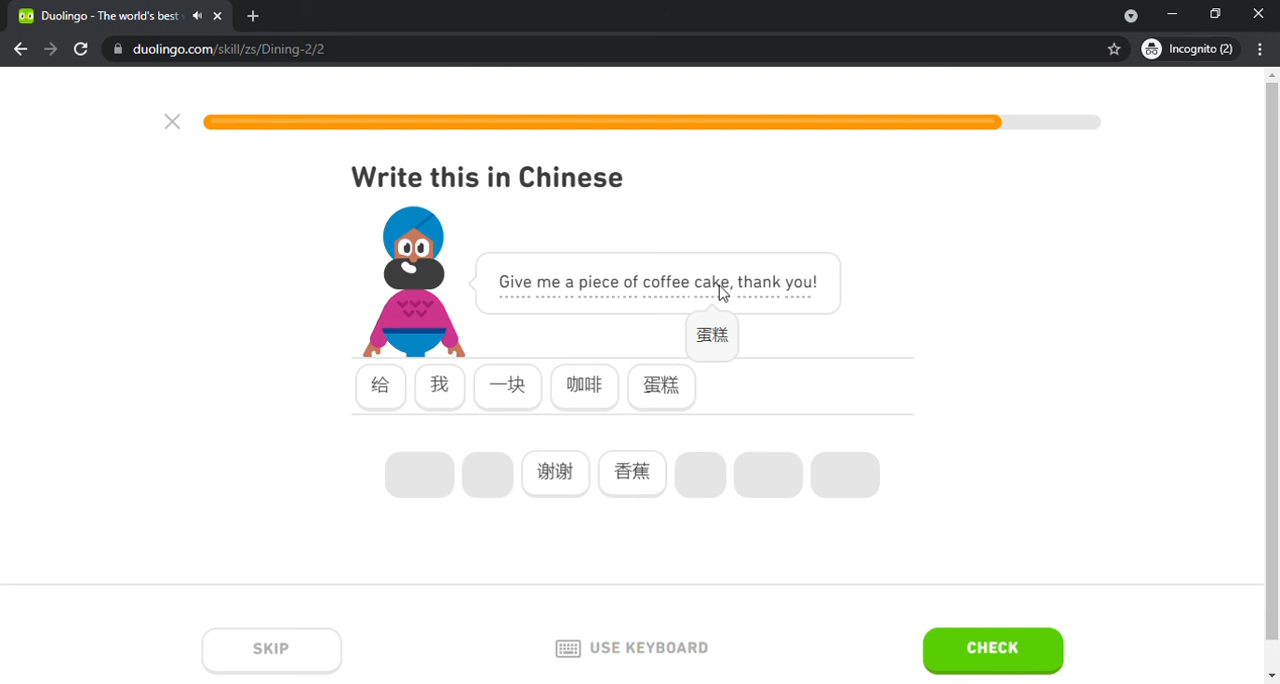 Duolingo - The world's best
duolingo.com/skill/zs/Dining-2/2
Incognito (2)
Write this in Chinese
Give me a piece of coffee cake, thank you!
蛋糕
给 我 一块 咖啡 蛋糕
谢谢 香蕉
SKIP
USE KEYBOARD
CHECK